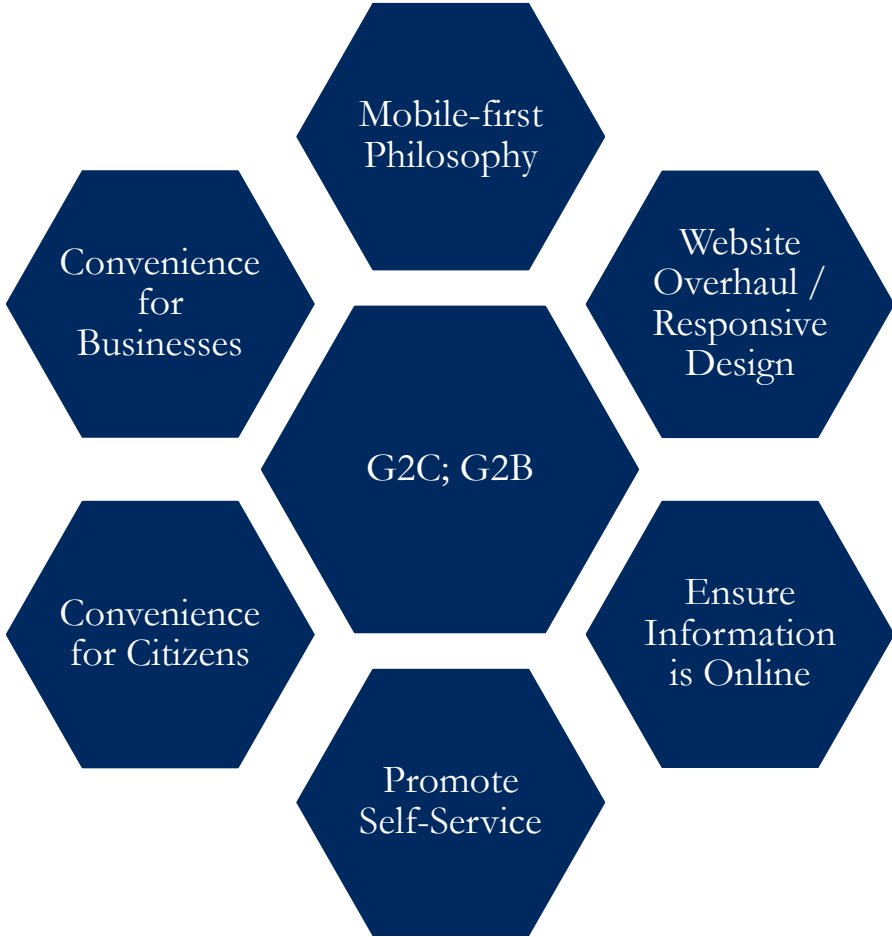 Mobile-first
Philosophy
Website
Overhaul /
Responsive
Design
Ensure
Information
is Online
Promote
Self-Service
Convenience
for Citizens
Convenience
for
Businesses
G2C; G2B